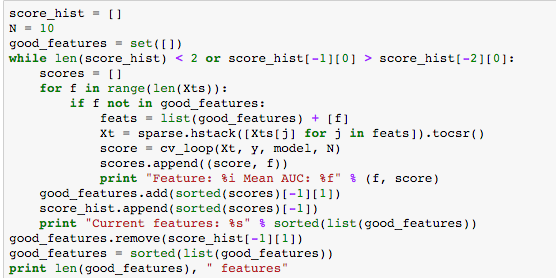 score_hist = []
N = 10
good_features = set([])
while len(score_hist) < 2 or score_hist[-1][0] > score_hist[-2][0]:
    scores = []
    for f in range(len(Xts)):
        if f not in good_features:
            feats = list(good_features) + [f]
            Xt = sparse.hstack([Xts[j] for j in feats]).tocsr()
            score = cv_loop(Xt, y, model, N)
            scores.append((score, f))
            print "Feature: %i Mean AUC: %f" % (f, score)
    good_features.add(sorted(scores)[-1][1])
    score_hist.append(sorted(scores)[-1])
    print "Current features: %s" % sorted(list(good_features))
good_features.remove(score_hist[-1][1])
good_features = sorted(list(good_features))
print len(good_features), " features"